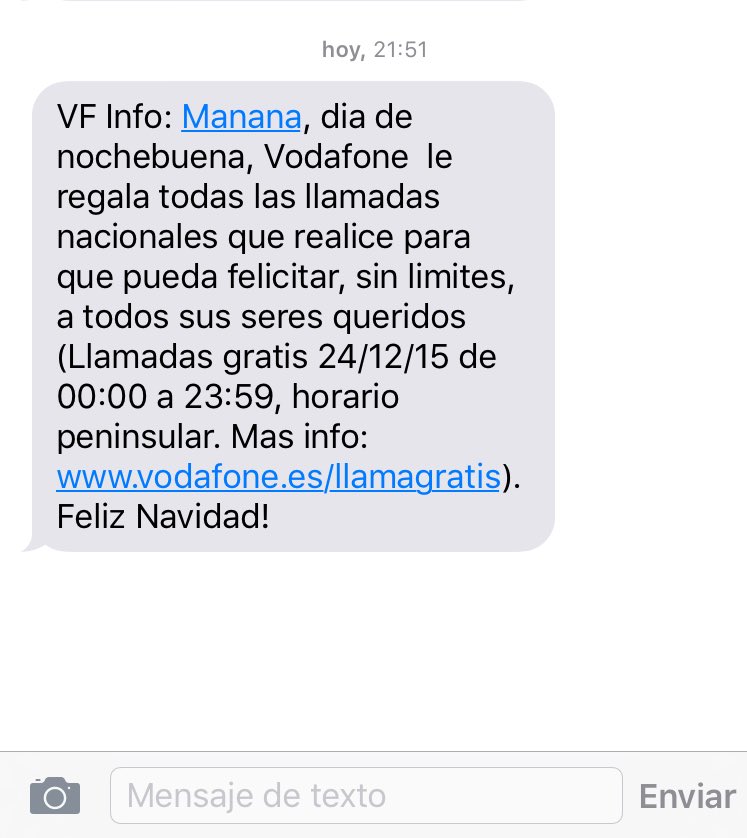 hoy, 21:51
VF Info: Manana, dia de
nochebuena, Vodafone  le
regala todas las llamadas
nacionales que realice para
que pueda felicitar, sin limites,
a todos sus seres queridos
(Llamadas gratis 24/12/15 de
00:00 a 23:59, horario
peninsular. Mas info:
www.vodafone.es/llamagratis).
Feliz Navidad!
Mensaje de texto
Enviar